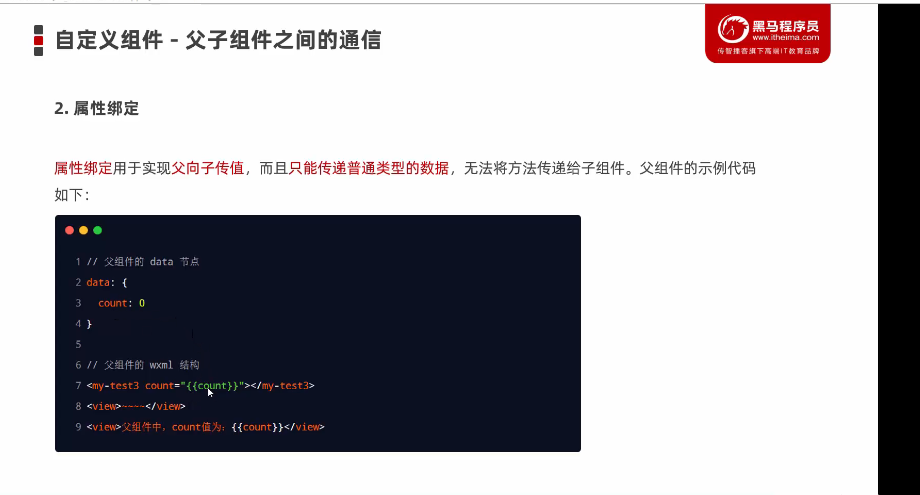 自定义组件 - 父子组件之间的通信
黑马程序员
www.itheima.com
传智播客旗下高端IT教育品牌
2. 属性绑定
属性绑定用于实现父向子传值，而且只能传递普通类型的数据，无法将方法传递给子组件。父组件的示例代码
如下：
1 // 父组件的 data 节点
2 data: {
3   count: 0
4 }
5
6 // 父组件的 wxml 结构
7 <my-test3 count="{{count}}"></my-test3>
8 <view>~~~~</view>
9 <view>父组件中，count值为：{{count}}</view>